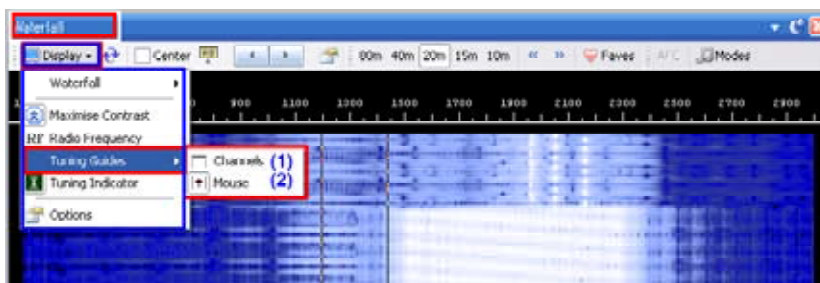 Waterfall
Display Center 80m 40m 20m 15m 10m Faves AFC Modes
Waterfall
Maximise Contrast
RF Radio Frequency
Tuning Guides
Tuning Indicator
Options
Channels (1)
Mouse (2)
900 1100 1300 1500 1700 1900 2100 2300 2500 2700 2900